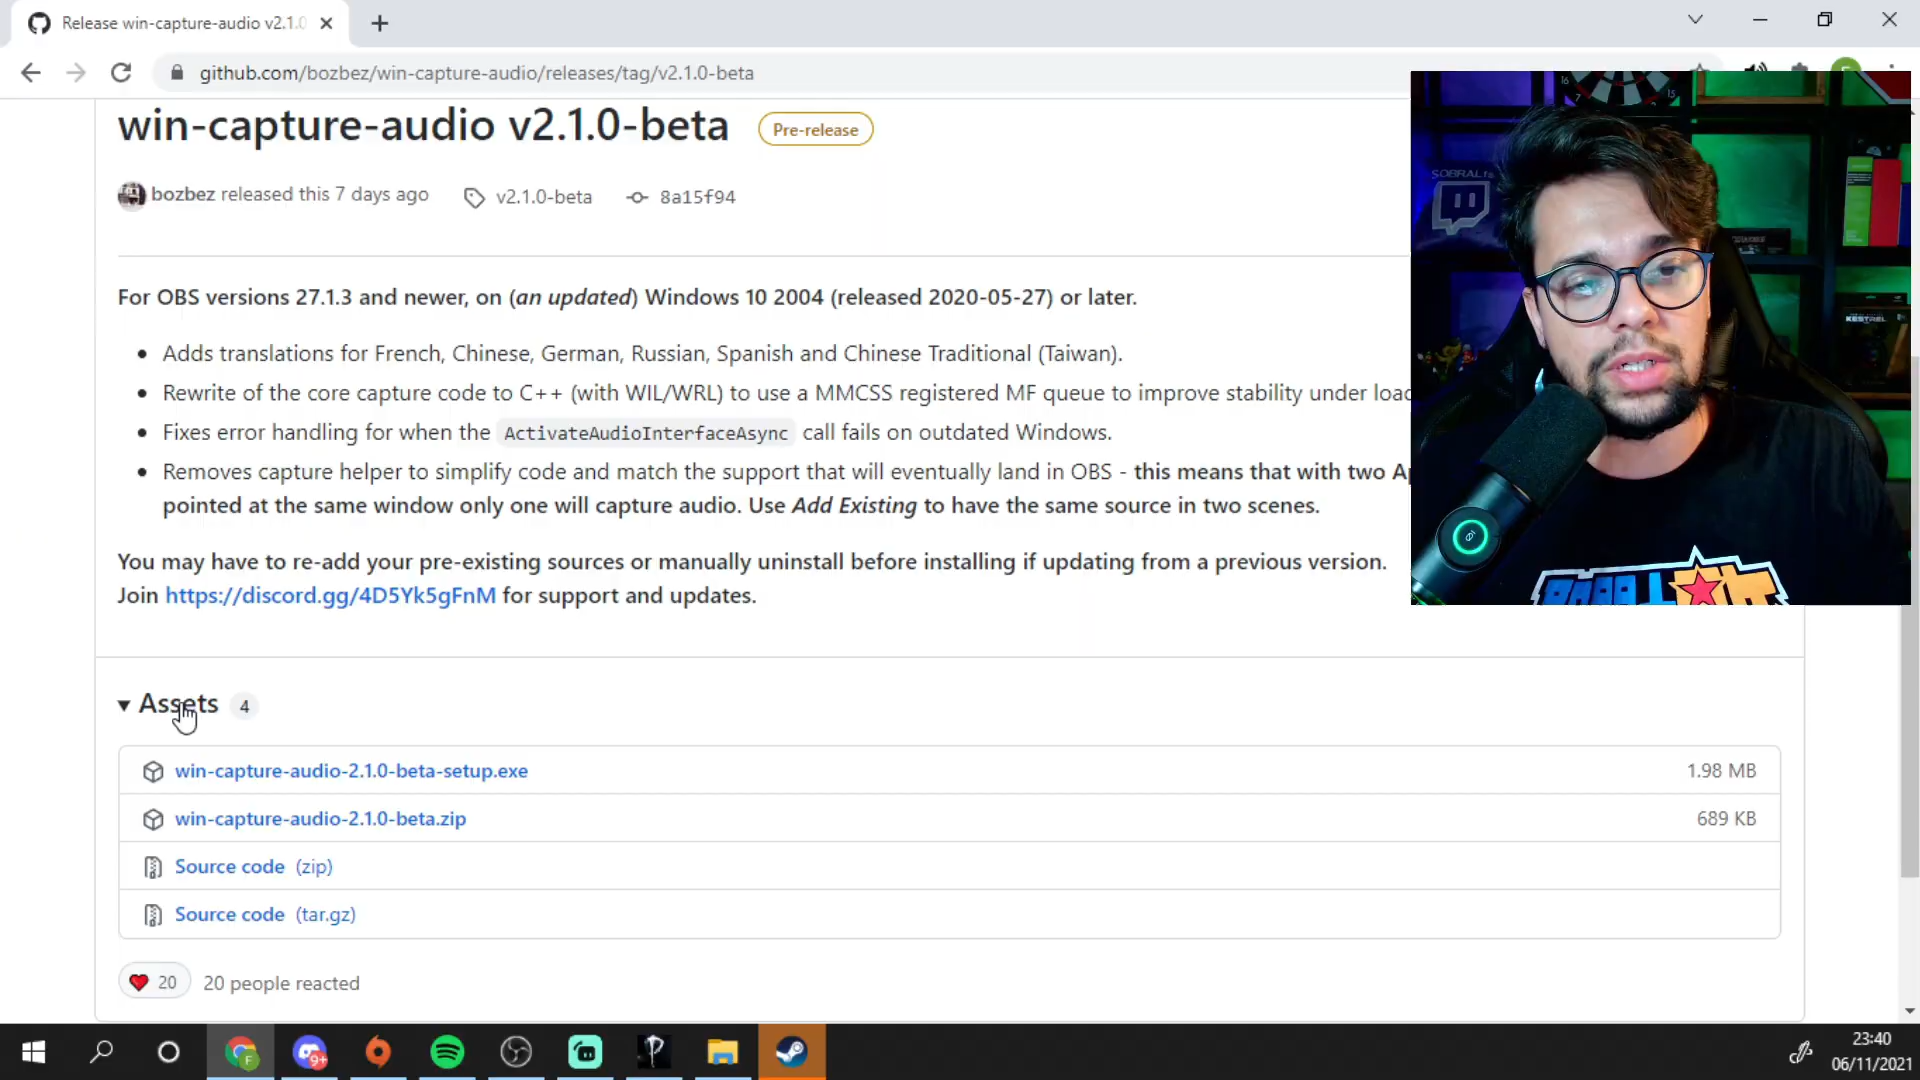 Release win-capture-audio v2.1.0
github.com/bozbez/win-capture-audio/releases/tag/v2.1.0-beta
win-capture-audio v2.1.0-beta Pre-release
bozbez released this 7 days ago v2.1.0-beta 8a15f94
For OBS versions 27.1.3 and newer, on (an updated) Windows 10 2004 (released 2020-05-27) or later.
• Adds translations for French, Chinese, German, Russian, Spanish and Chinese Traditional (Taiwan).
• Rewrite of the core capture code to C++ (with WIL/WRL) to use a MMCSS registered MF queue to improve stability under load
• Fixes error handling for when the ActivateAudioInterfaceAsync call fails on outdated Windows.
• Removes capture helper to simplify code and match the support that will eventually land in OBS - this means that with two Ap
pointed at the same window only one will capture audio. Use Add Existing to have the same source in two scenes.
You may have to re-add your pre-existing sources or manually uninstall before installing if updating from a previous version.
Join https://discord.gg/4D5Yk5gFnM for support and updates.
SOBRAL
KESTREL
Assets 4
win-capture-audio-2.1.0-beta-setup.exe 1.98 MB
win-capture-audio-2.1.0-beta.zip 689 KB
Source code (zip)
Source code (tar.gz)
20 20 people reacted
F
9+
23:40
06/11/2021